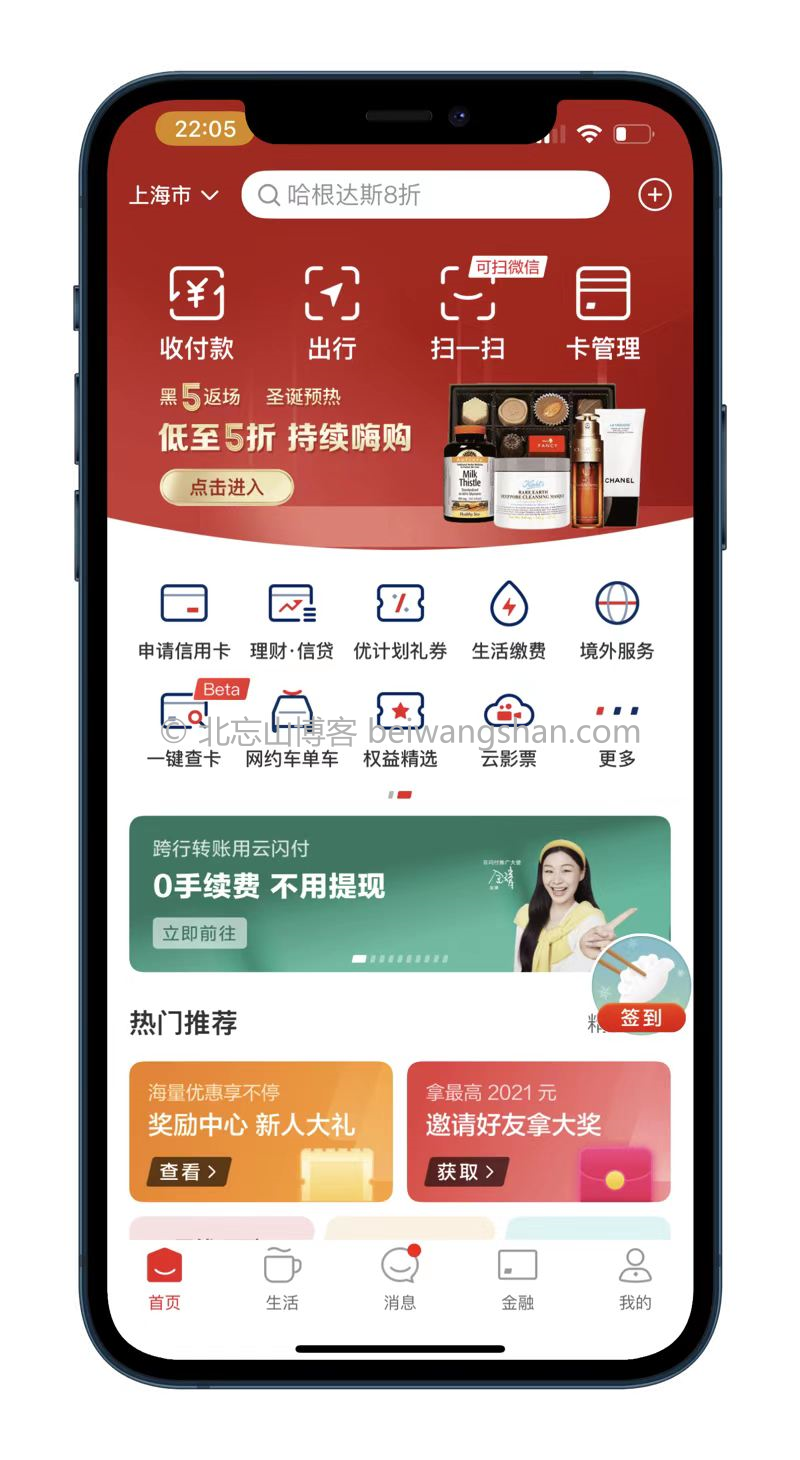 22:05
上海市
哈根达斯8折
可扫微信
收付款 出行 扫一扫 卡管理
黑5返场 圣诞预热
低至5折 持续嗨购
点击进入
Milk
Thistle
FANCY
Kiehl's
RARE EARTH
DEEP PORE CLEANSING MASQUE
CHANEL
申请信用卡 理财·信贷 优计划礼券 生活缴费 境外服务
Beta
© 北忘山博客 beiwangshan.com
一键查卡 网约车单车 权益精选 云影票 更多
跨行转账用云闪付
0手续费 不用提现
立即前往
云闪付推广大使
热门推荐
精
签到
海量优惠享不停
奖励中心 新人大礼
查看 >
拿最高 2021 元
邀请好友拿大奖
获取 >
首页 生活 消息 金融 我的